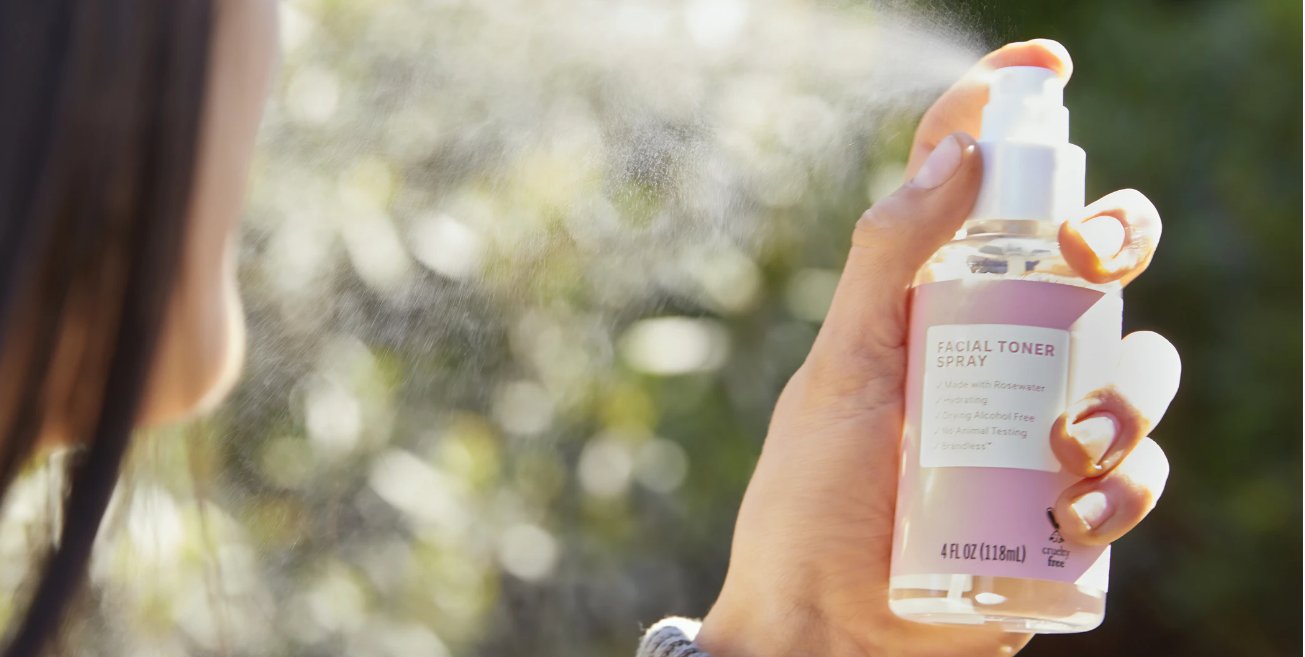 FACIAL TONER
SPRAY
✓ Made with Rosewater
✓ Hydrating
✓ Drying Alcohol Free
✓ No Animal Testing
✓ Brandless™
4 FL OZ (118mL)
cruelty
free